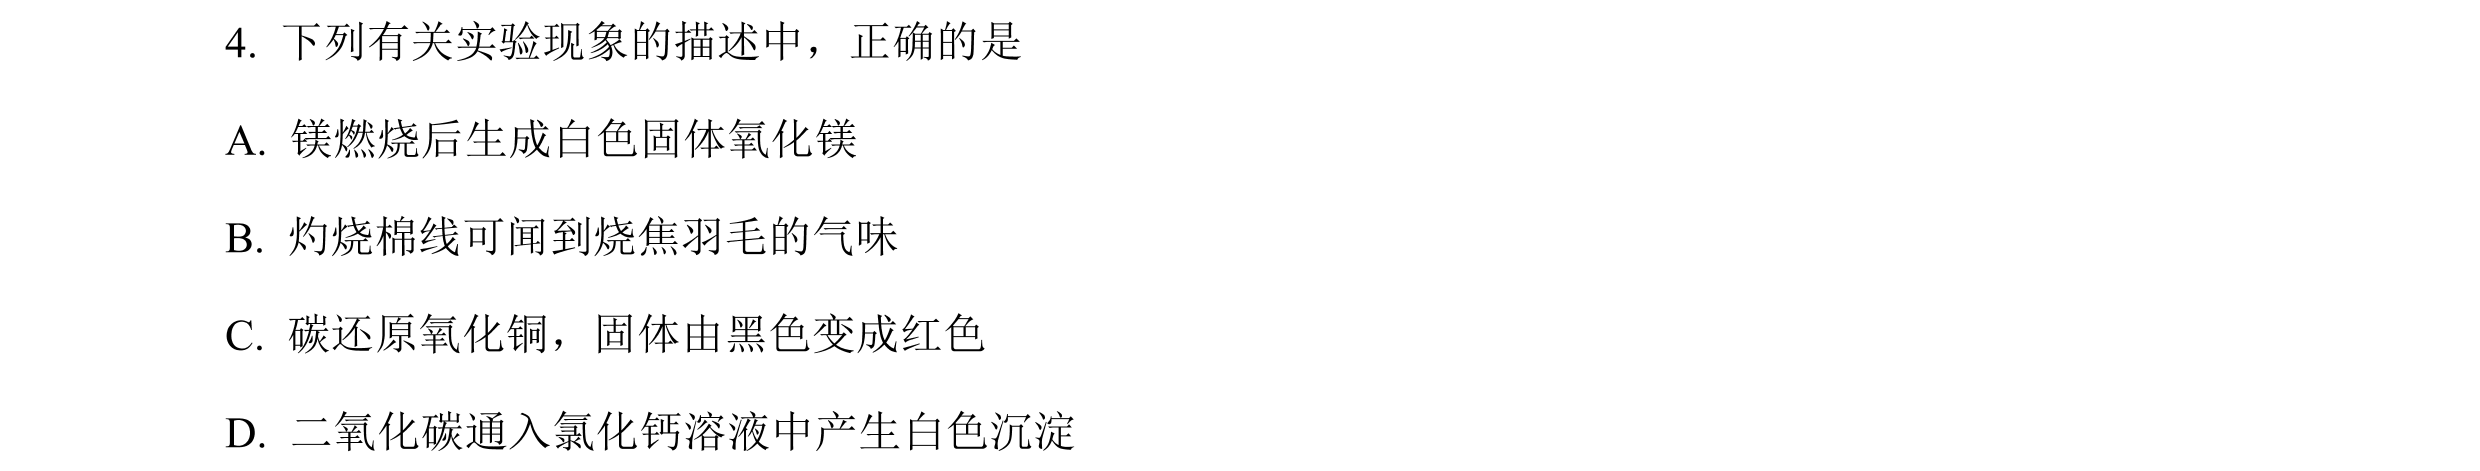 4. 下列有关实验现象的描述中，正确的是
A. 镁燃烧后生成白色固体氧化镁
B. 灼烧棉线可闻到烧焦羽毛的气味
C. 碳还原氧化铜，固体由黑色变成红色
D. 二氧化碳通入氯化钙溶液中产生白色沉淀